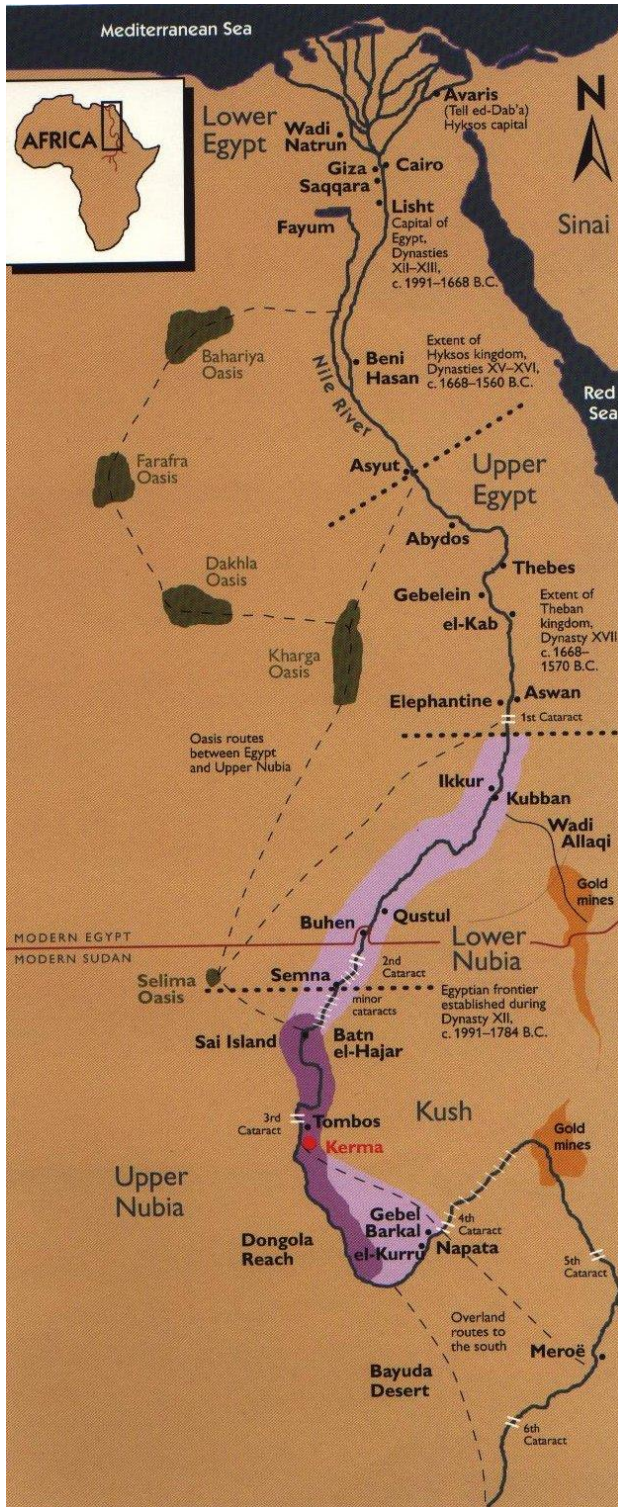 Mediterranean Sea
AFRICA
Lower
Egypt
Wadi
Natrun
Avaris
(Tell ed-Dab'a)
Hyksos capital
N
Giza
Cairo
Saqqara
Lisht
Capital of
Egypt,
Dynasties
XII–XIII,
c. 1991–1668 B.C.
Fayum
Sinai
Bahariya
Oasis
Nile River
Beni
Hasan
Extent of
Hyksos kingdom,
Dynasties XV–XVI,
c. 1668–1560 B.C.
Red
Sea
Farafra
Oasis
Asyut
Upper
Egypt
Abydos
Dakhla
Oasis
Thebes
Gebelein
el-Kab
Extent of
Theban
kingdom,
Dynasty XVII
c. 1668–
1570 B.C.
Kharga
Oasis
Elephantine
Aswan
1st Cataract
Oasis routes
between Egypt
and Upper Nubia
Ikkur
Kubban
Wadi
Allaqi
Gold
mines
Buhen
Qustul
MODERN EGYPT
MODERN SUDAN
Lower
Nubia
Selima
Oasis
Semna
2nd
Cataract
minor
cataracts
Egyptian frontier
established during
Dynasty XII,
c. 1991–1784 B.C.
Sai Island
Batn
el-Hajar
3rd
Cataract
Tombos
Kerma
Kush
Gold
mines
Upper
Nubia
Dongola
Reach
Gebel
Barkal
el-Kurru
Napata
4th
Cataract
5th
Cataract
Overland
routes to
the south
Meroë
Bayuda
Desert
6th
Cataract